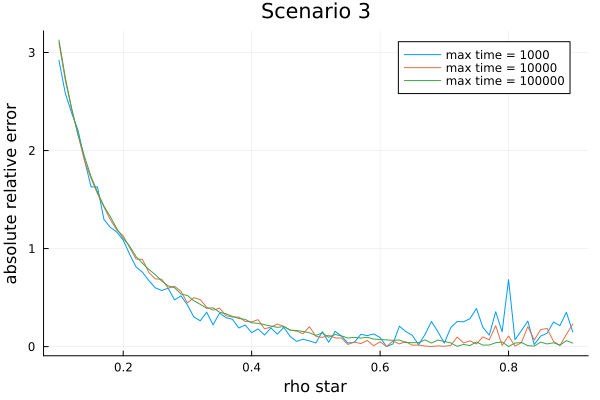 Scenario 3
max time = 1000
max time = 10000
max time = 100000
absolute relative error
3
2
1
0
0.2
0.4
0.6
0.8
rho star